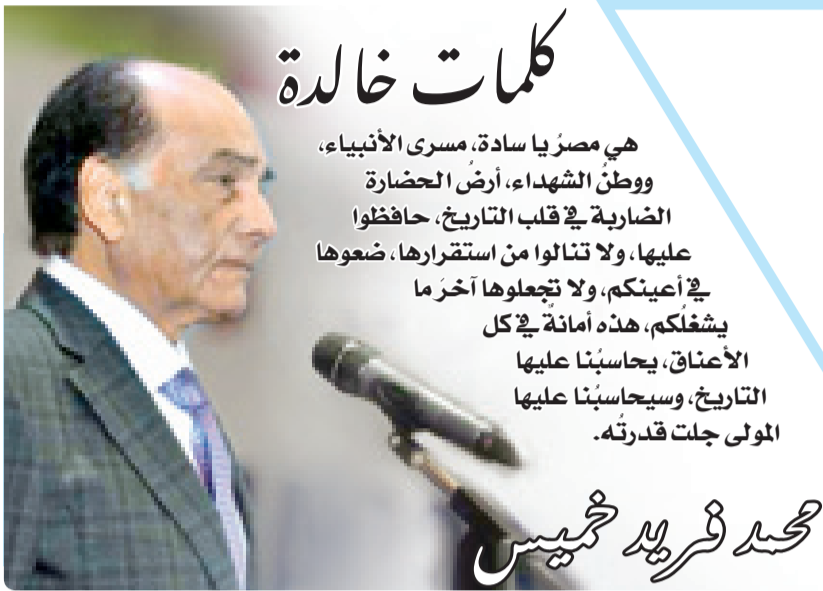 كلمات خالدة
هي مصرُ يا سادة، مسرى الأنبياء،
ووطنُ الشهداء، أرضُ الحضارة
الضاربة في قلب التاريخ، حافظوا
عليها، ولا تنالوا من استقرارها، ضعوها
في أعينكم، ولا تجعلوها آخرَ ما
يشغلُكم، هذه أمانةٌ في كل
الأعناق، يحاسبُنا عليها
التاريخ، وسيحاسبُنا عليها
المولى جلت قدرتُه.
محمد فريد خميس